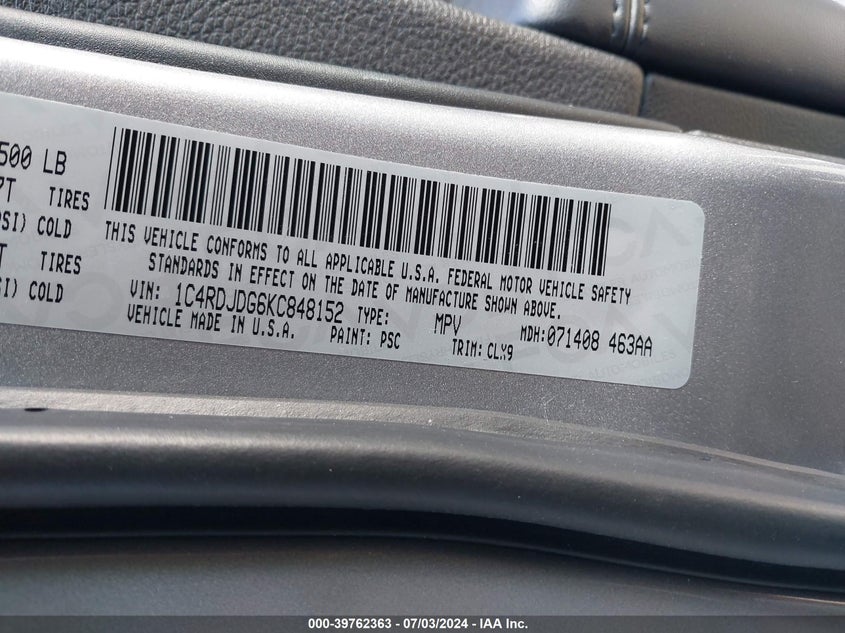 500 LB
TIRES
SI) COLD
TIRES
SI) COLD
THIS VEHICLE CONFORMS TO ALL APPLICABLE U.S.A. FEDERAL MOTOR VEHICLE SAFETY
STANDARDS IN EFFECT ON THE DATE OF MANUFACTURE SHOWN ABOVE.
VIN: 1C4RDJDG6KC848152 TYPE: MPV MDH:071408 463AA
VEHICLE MADE IN U.S.A. PAINT: PSC TRIM: CLX9
000-39762363 - 07/03/2024 - IAA Inc.